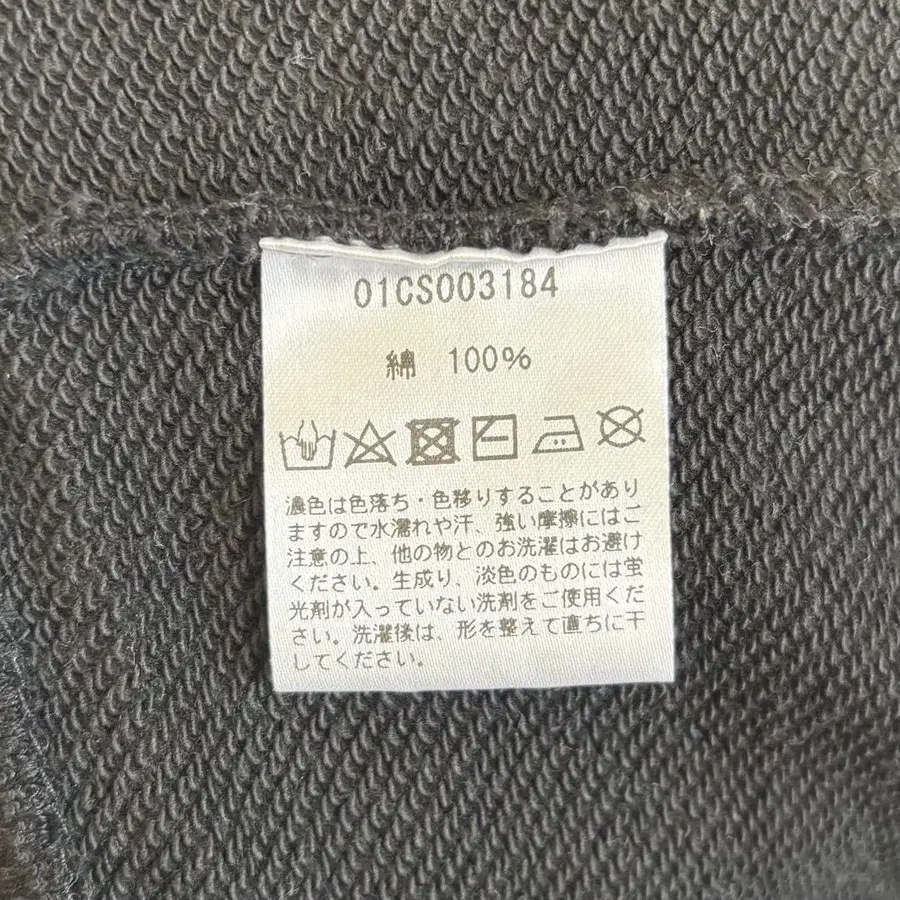 01CS003184
綿 100%
濃色は色落ち・色移りすることがあり
ますので水濡れや汗、強い摩擦にはご
注意の上、他の物とのお洗濯はお避け
ください。生成り、淡色のものには蛍
光剤が入っていない洗剤をご使用くだ
さい。洗濯後は、形を整えて直ちに干
してください。